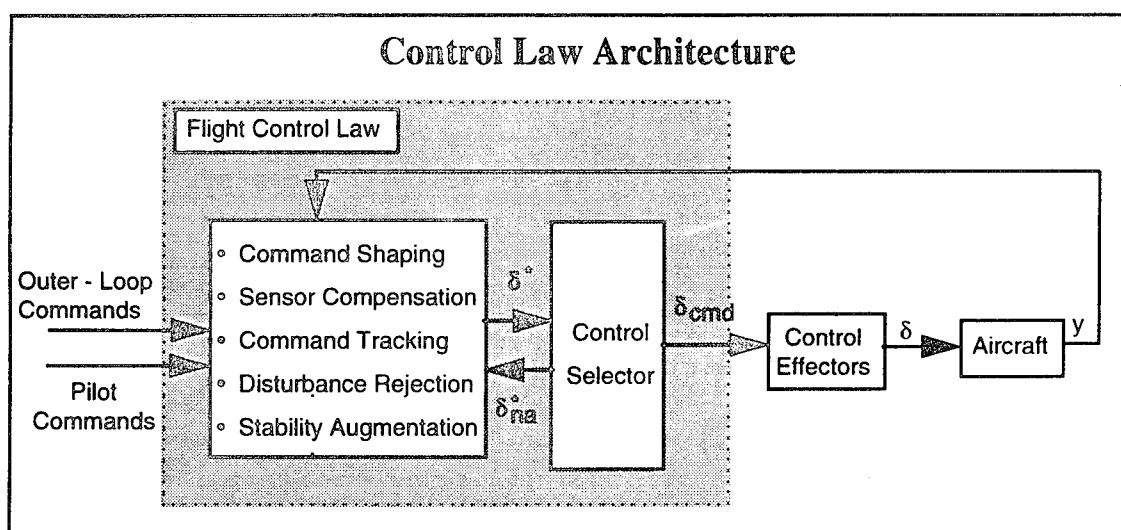 Control Law Architecture
Flight Control Law
Outer - Loop
Commands
Pilot
Commands
• Command Shaping
• Sensor Compensation
• Command Tracking
• Disturbance Rejection
• Stability Augmentation
δ*
δ*na
Control
Selector
δcmd
Control
Effectors
δ
Aircraft
y